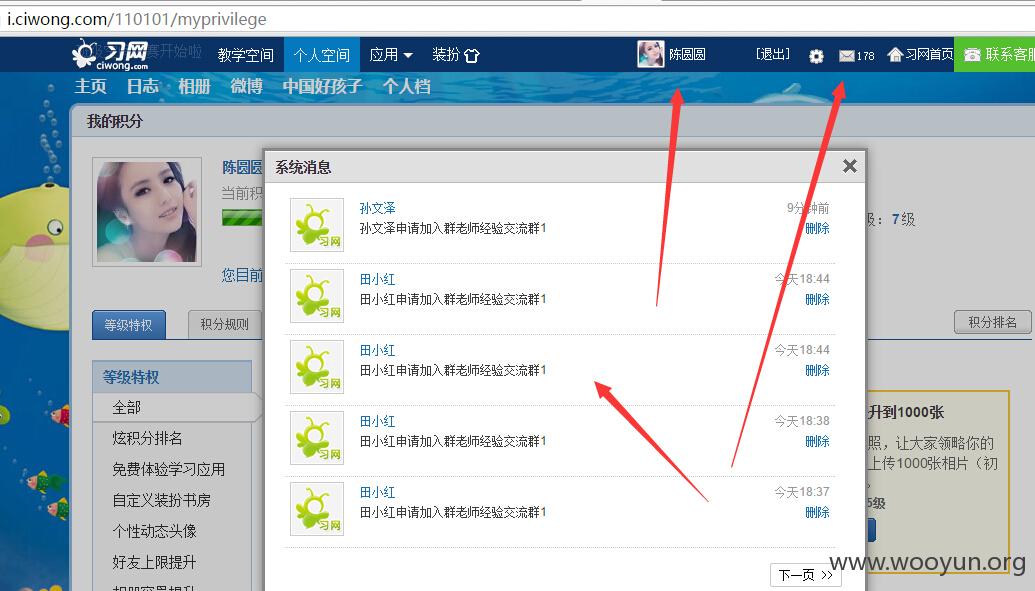 i.ciwong.com/110101/myprivilege
习网 ciwong.com 赛开始啦 教学空间 个人空间 应用 装扮 陈圆圆 [退出] 178 习网首页 联系客服
主页 日志 相册 微博 中国好孩子 个人档
我的积分
陈圆圆
当前积
您目前
级：7级
等级特权 积分规则 积分排名
等级特权
全部
炫积分排名
免费体验学习应用
自定义装扮书房
个性动态头像
好友上限提升
系统消息
习网
孙文泽 9分钟前
孙文泽申请加入群老师经验交流群1 删除
习网
田小红 今天18:44
田小红申请加入群老师经验交流群1 删除
习网
田小红 今天18:44
田小红申请加入群老师经验交流群1 删除
习网
田小红 今天18:38
田小红申请加入群老师经验交流群1 删除
习网
田小红 今天18:37
田小红申请加入群老师经验交流群1 删除
下一页 >>
升到1000张
照，让大家领略你的
上传1000张相片（初
级
www.wooyun.org